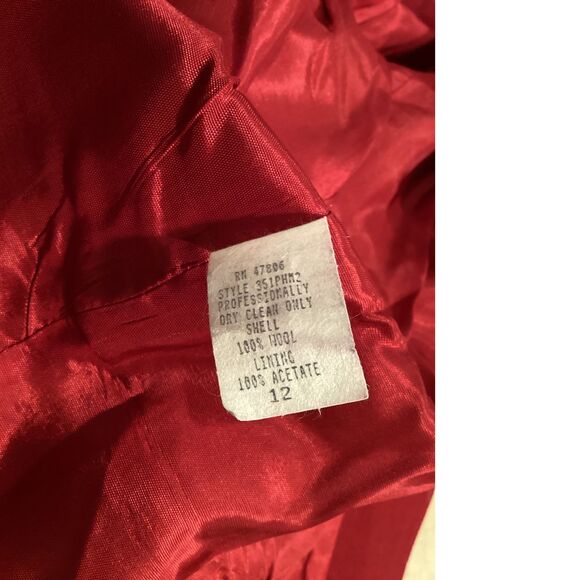 RN 47806
STYLE 351PHM2
PROFESSIONALLY
DRY CLEAN ONLY
SHELL
100% WOOL
LINING
100% ACETATE
12